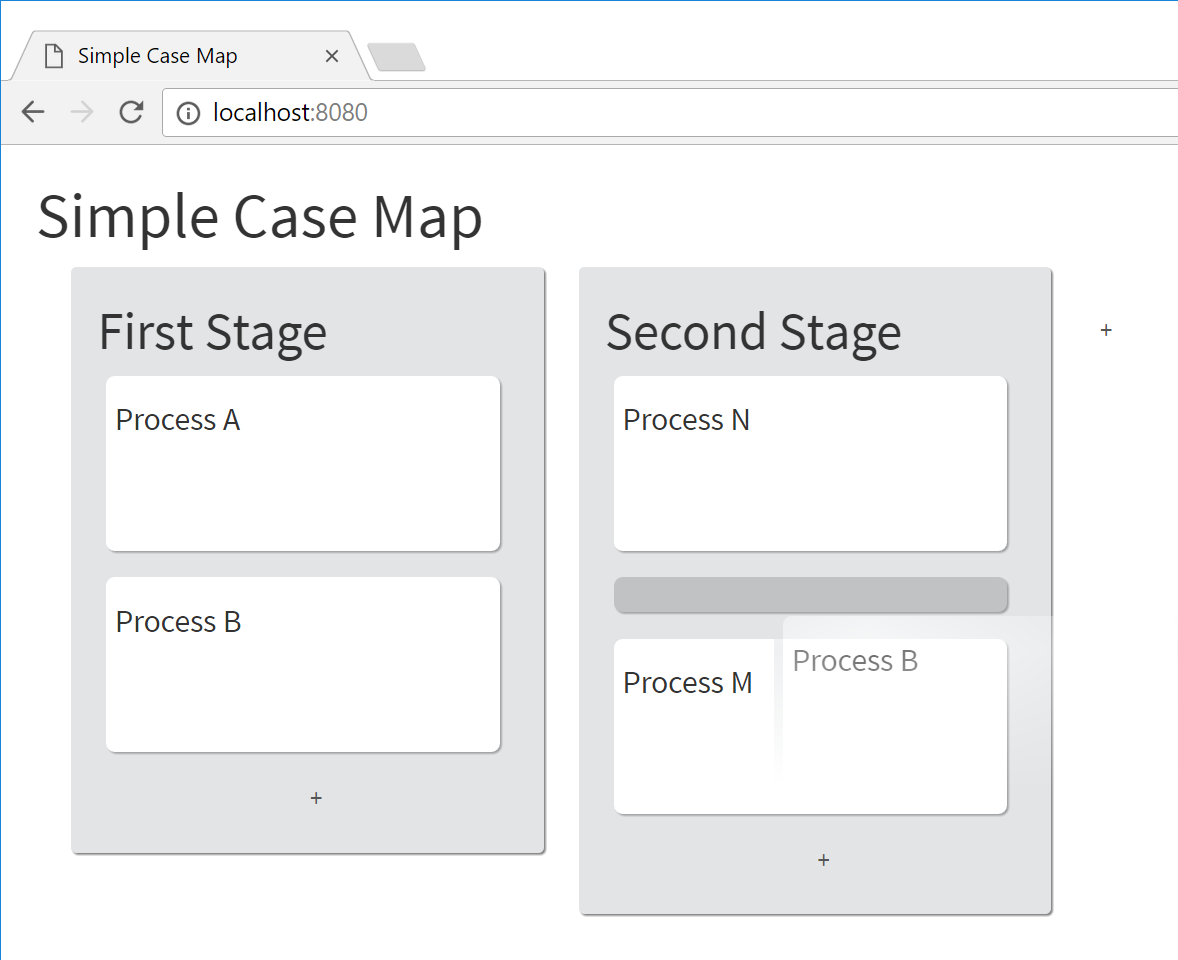 Simple Case Map
localhost:8080
Simple Case Map
First Stage
Process A
Process B
+
Second Stage
Process N
Process M
Process B
+
+